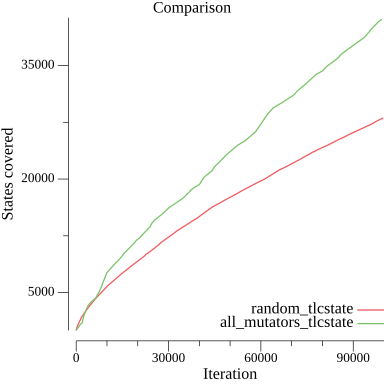 Comparison
States covered
35000
20000
5000
random_tlcstate
all_mutators_tlcstate
0
30000
60000
90000
Iteration